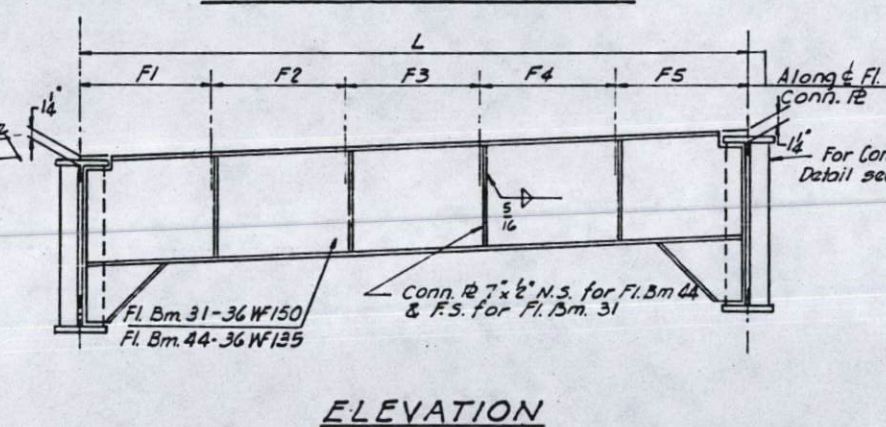 L
F1 F2 F3 F4 F5
Along ₵ Fl.
Conn. ⅊
1¼"
1¼"
For Con
Detail see
5
16
Conn. ⅊ 7"x ½" N.S. for Fl. Bm 44
& F.S. for Fl. Bm. 31
Fl. Bm. 31-36 WF150
Fl. Bm. 44-36 WF135
ELEVATION